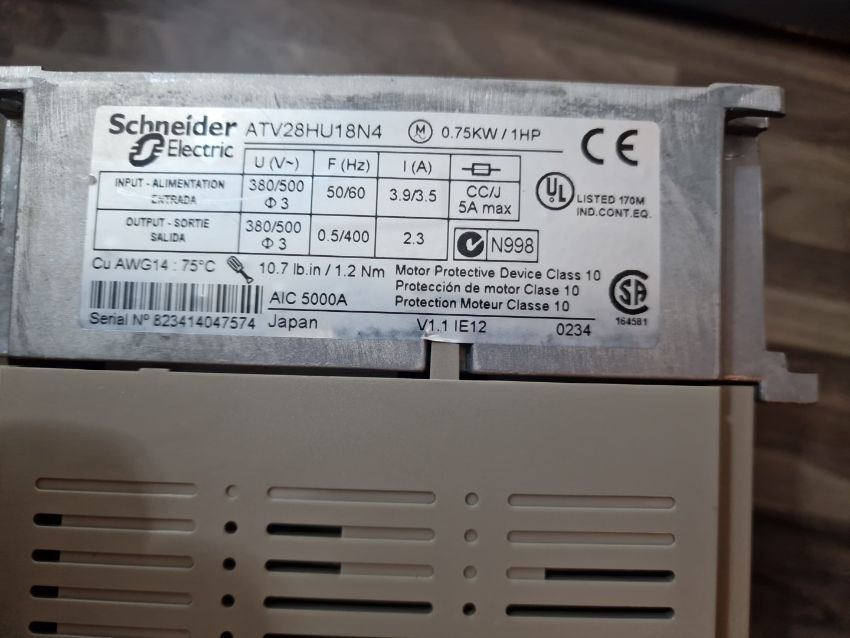 Schneider Electric
ATV28HU18N4 M 0.75KW / 1HP
CE
U (V~) F (Hz) I (A)
INPUT - ALIMENTATION ENTRADA 380/500 Φ 3 50/60 3.9/3.5 CC/J 5A max
OUTPUT - SORTIE SALIDA 380/500 Φ 3 0.5/400 2.3 N998
UL LISTED 170M
IND.CONT.EQ.
Cu AWG14 : 75°C 10.7 lb.in / 1.2 Nm Motor Protective Device Class 10
Protección de motor Clase 10
AIC 5000A Protection Moteur Classe 10
SA
164581
Serial Nº 823414047574 Japan V1.1 IE12 0234